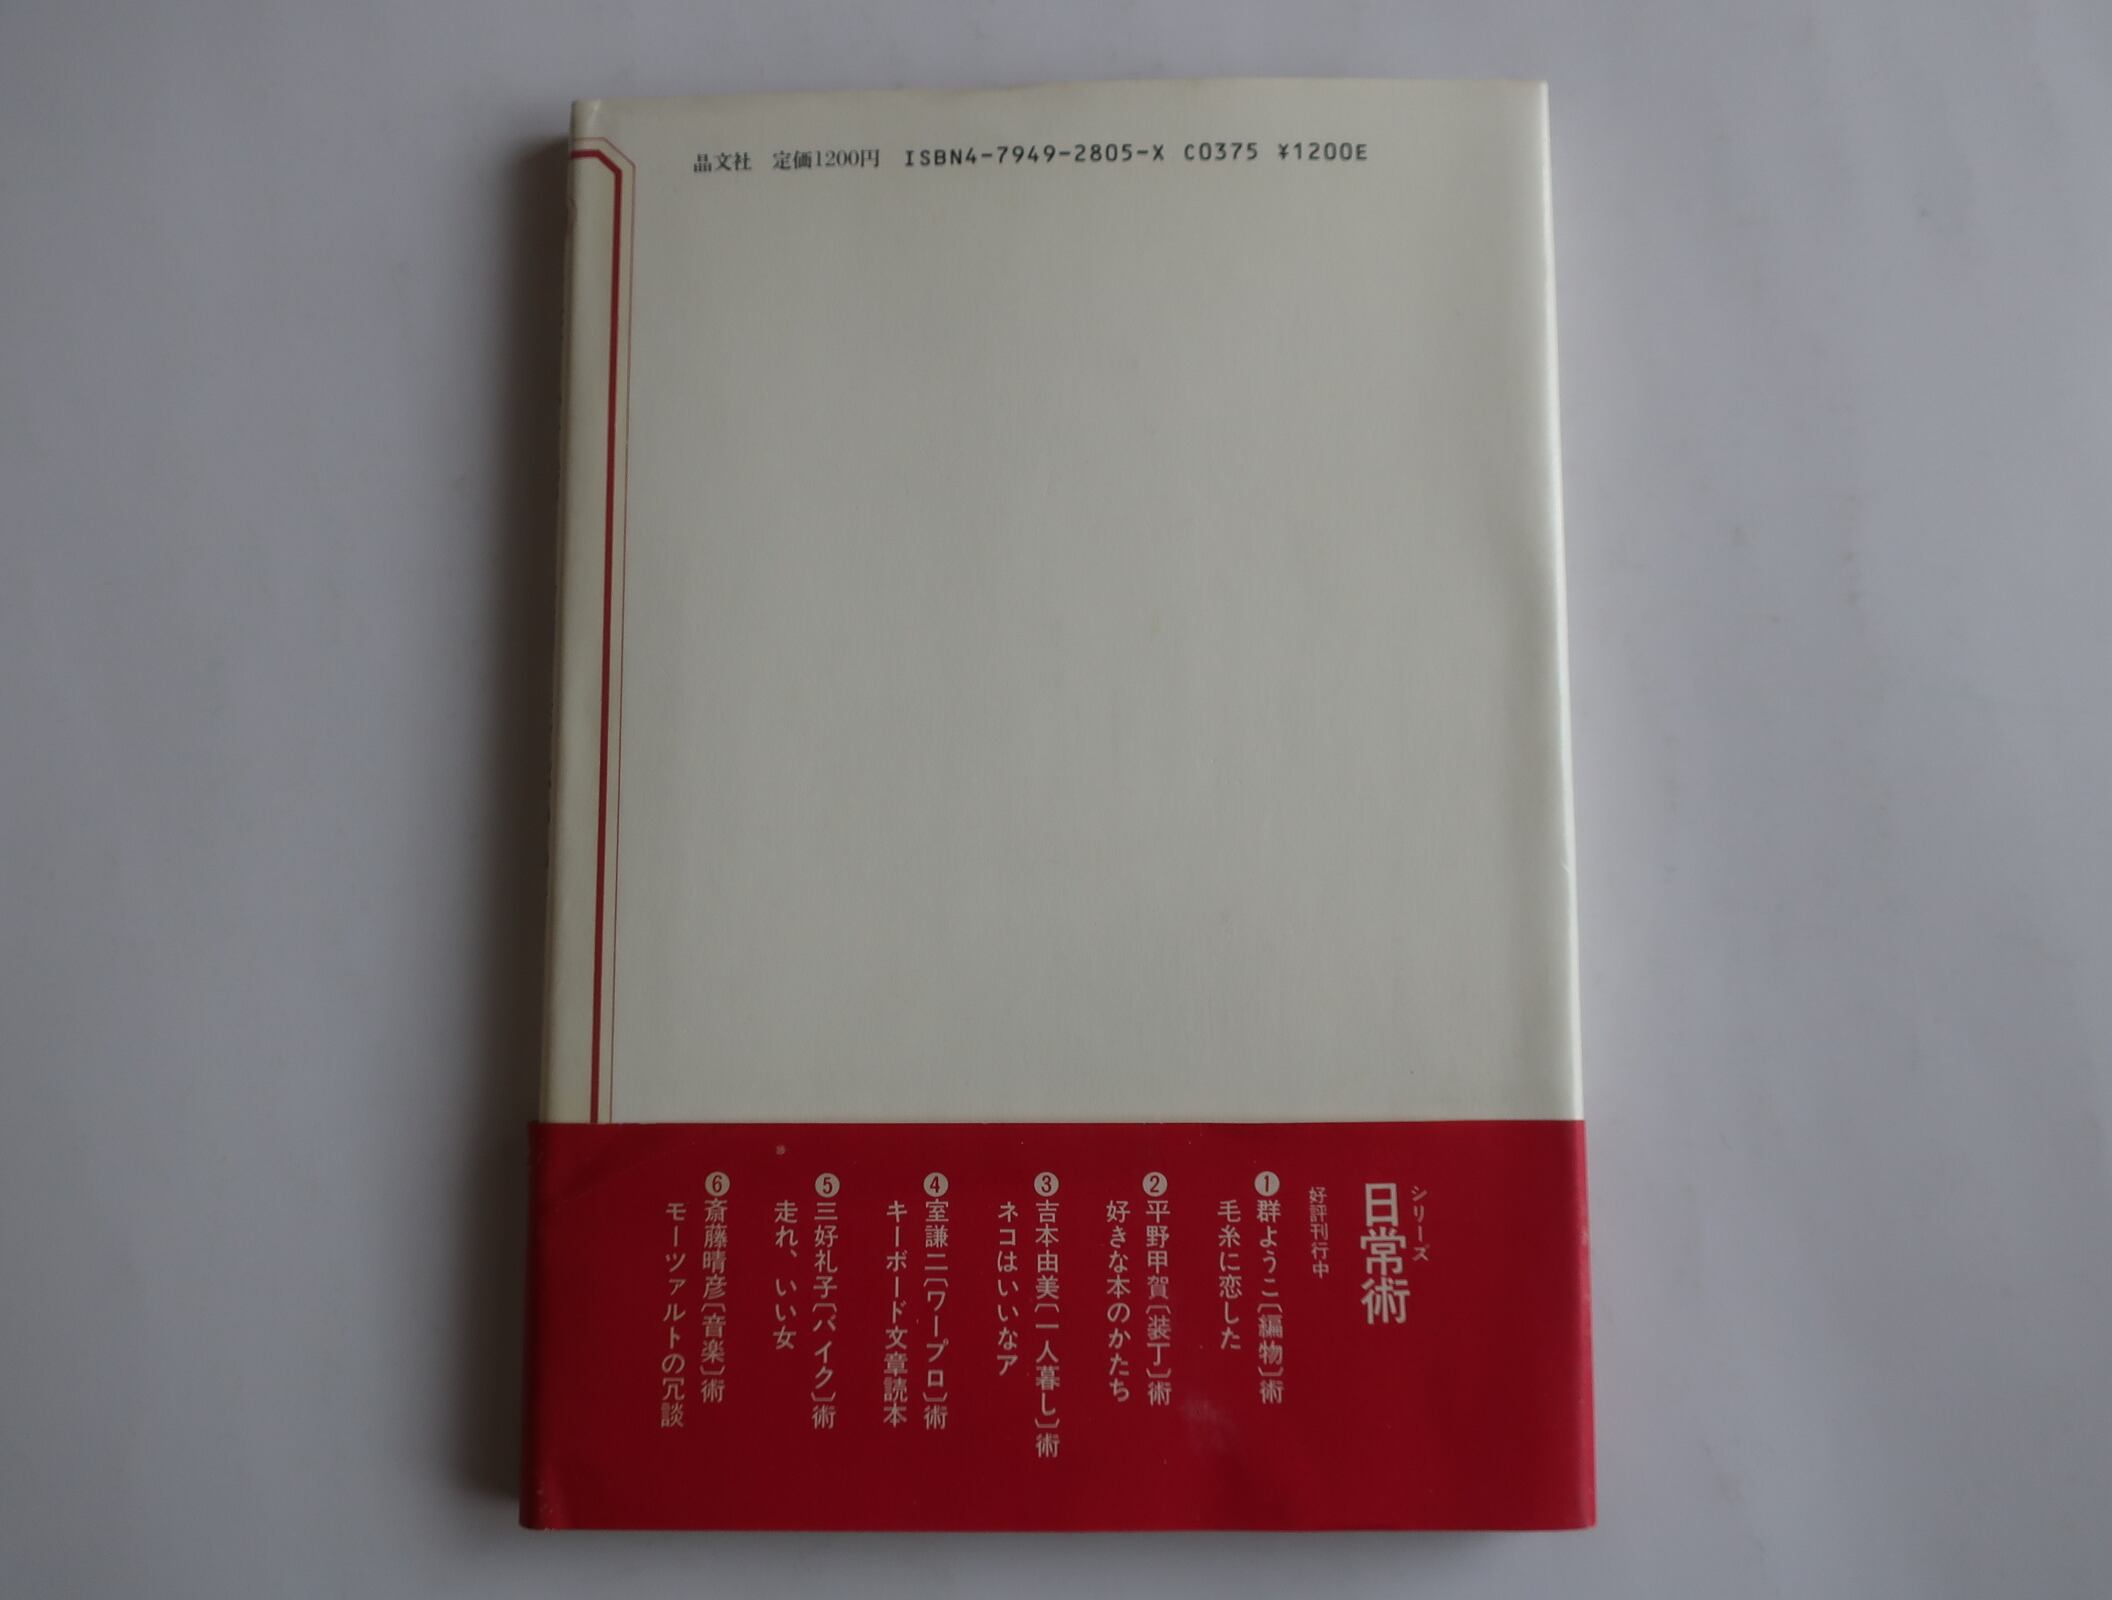 晶文社 定価1200円 ISBN4-7949-2805-X C0375 ¥1200E
シリーズ
日常術
好評刊行中
❶群ようこ〔編物〕術
毛糸に恋した
❷平野甲賀〔装丁〕術
好きな本のかたち
❸吉本由美〔一人暮し〕術
ネコはいいなア
❹室謙二〔ワープロ〕術
キーボード文章読本
❺三好礼子〔バイク〕術
走れ、いい女
❻斎藤晴彦〔音楽〕術
モーツァルトの冗談